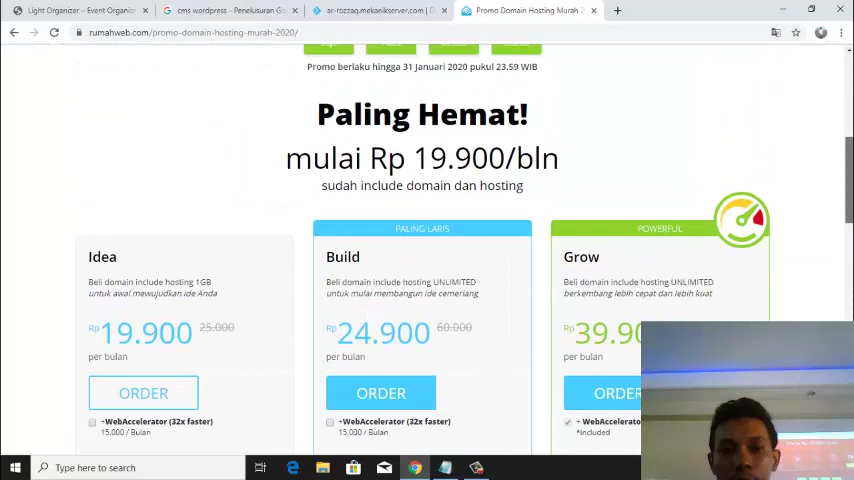 Light Organizer – Event Organiz
cms wordpress - Penelusuran Go
ar-rozzaq.mekanikserver.com | D
Promo Domain Hosting Murah 2
rumahweb.com/promo-domain-hosting-murah-2020/
Promo berlaku hingga 31 Januari 2020 pukul 23.59 WIB
Paling Hemat!
mulai Rp 19.900/bln
sudah include domain dan hosting
PALING LARIS
POWERFUL
Idea
Build
Grow
Beli domain include hosting 1GB
untuk awal mewujudkan ide Anda
Beli domain include hosting UNLIMITED
untuk mulai membangun ide cemerlang
Beli domain include hosting UNLIMITED
berkembang lebih cepat dan lebih kuat
Rp 19.900 25.000
Rp 24.900 60.000
Rp 39.90
per bulan
per bulan
per bulan
ORDER
ORDER
ORDER
+WebAccelerator (32x faster)
15.000 / Bulan
+WebAccelerator (32x faster)
15.000 / Bulan
+ WebAcceler
*Included
Type here to search